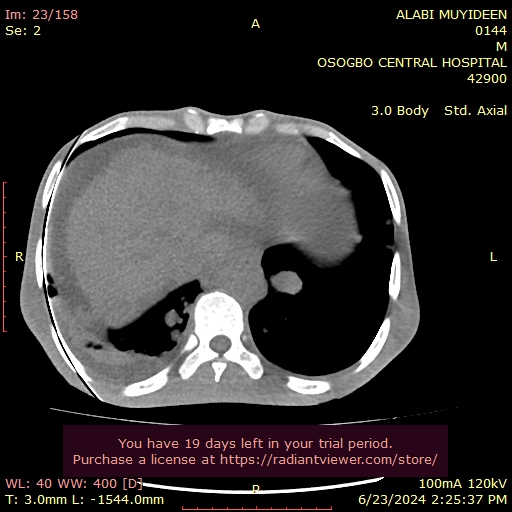 Im: 23/158
Se: 2
A
ALABI MUYIDEEN
0144
M
OSOGBO CENTRAL HOSPITAL
42900
3.0 Body Std. Axial
R
L
You have 19 days left in your trial period.
Purchase a license at https://radiantviewer.com/store/
WL: 40 WW: 400 [D]
T: 3.0mm L: -1544.0mm
P
100mA 120kV
6/23/2024 2:25:37 PM